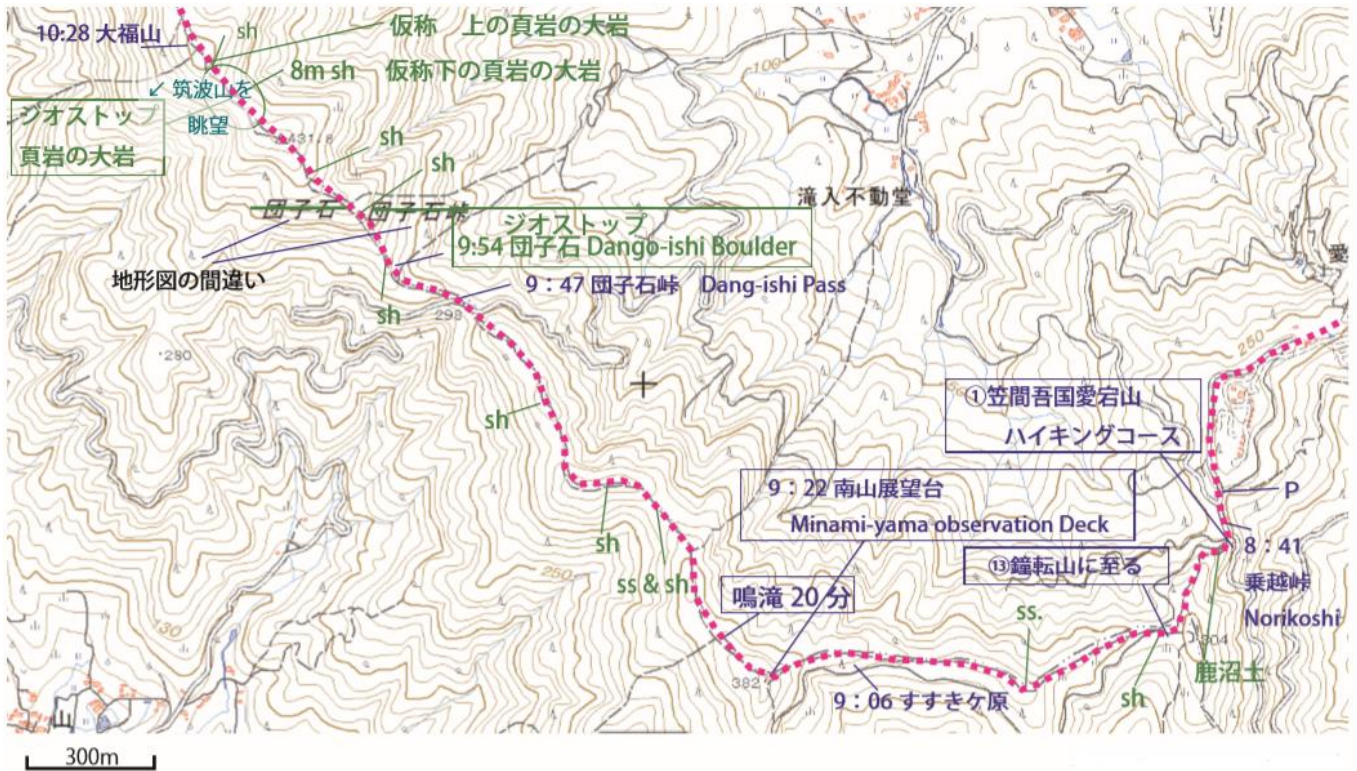 10:28 大福山
sh
仮称　上の頁岩の大岩
8m sh　仮称下の頁岩の大岩
↙ 筑波山を
眺望
ジオストップ
頁岩の大岩
100
431.8
sh
sh
滝入不動堂
団子石
団子石峠
ジオストップ
9:54 団子石 Dango-ishi Boulder
愛
地形図の間違い
9：47 団子石峠　Dang-ishi Pass
sh
298
250
280
①笠間吾国愛宕山
ハイキングコース
sh
9：22 南山展望台
Minami-yama observation Deck
P
sh
8：41
乗越峠
Norikoshi
⑬鐘転山に至る
250
ss & sh
鳴滝 20 分
ss.
130
304
鹿沼土
382
9：06 すすきケ原
sh
山
300m